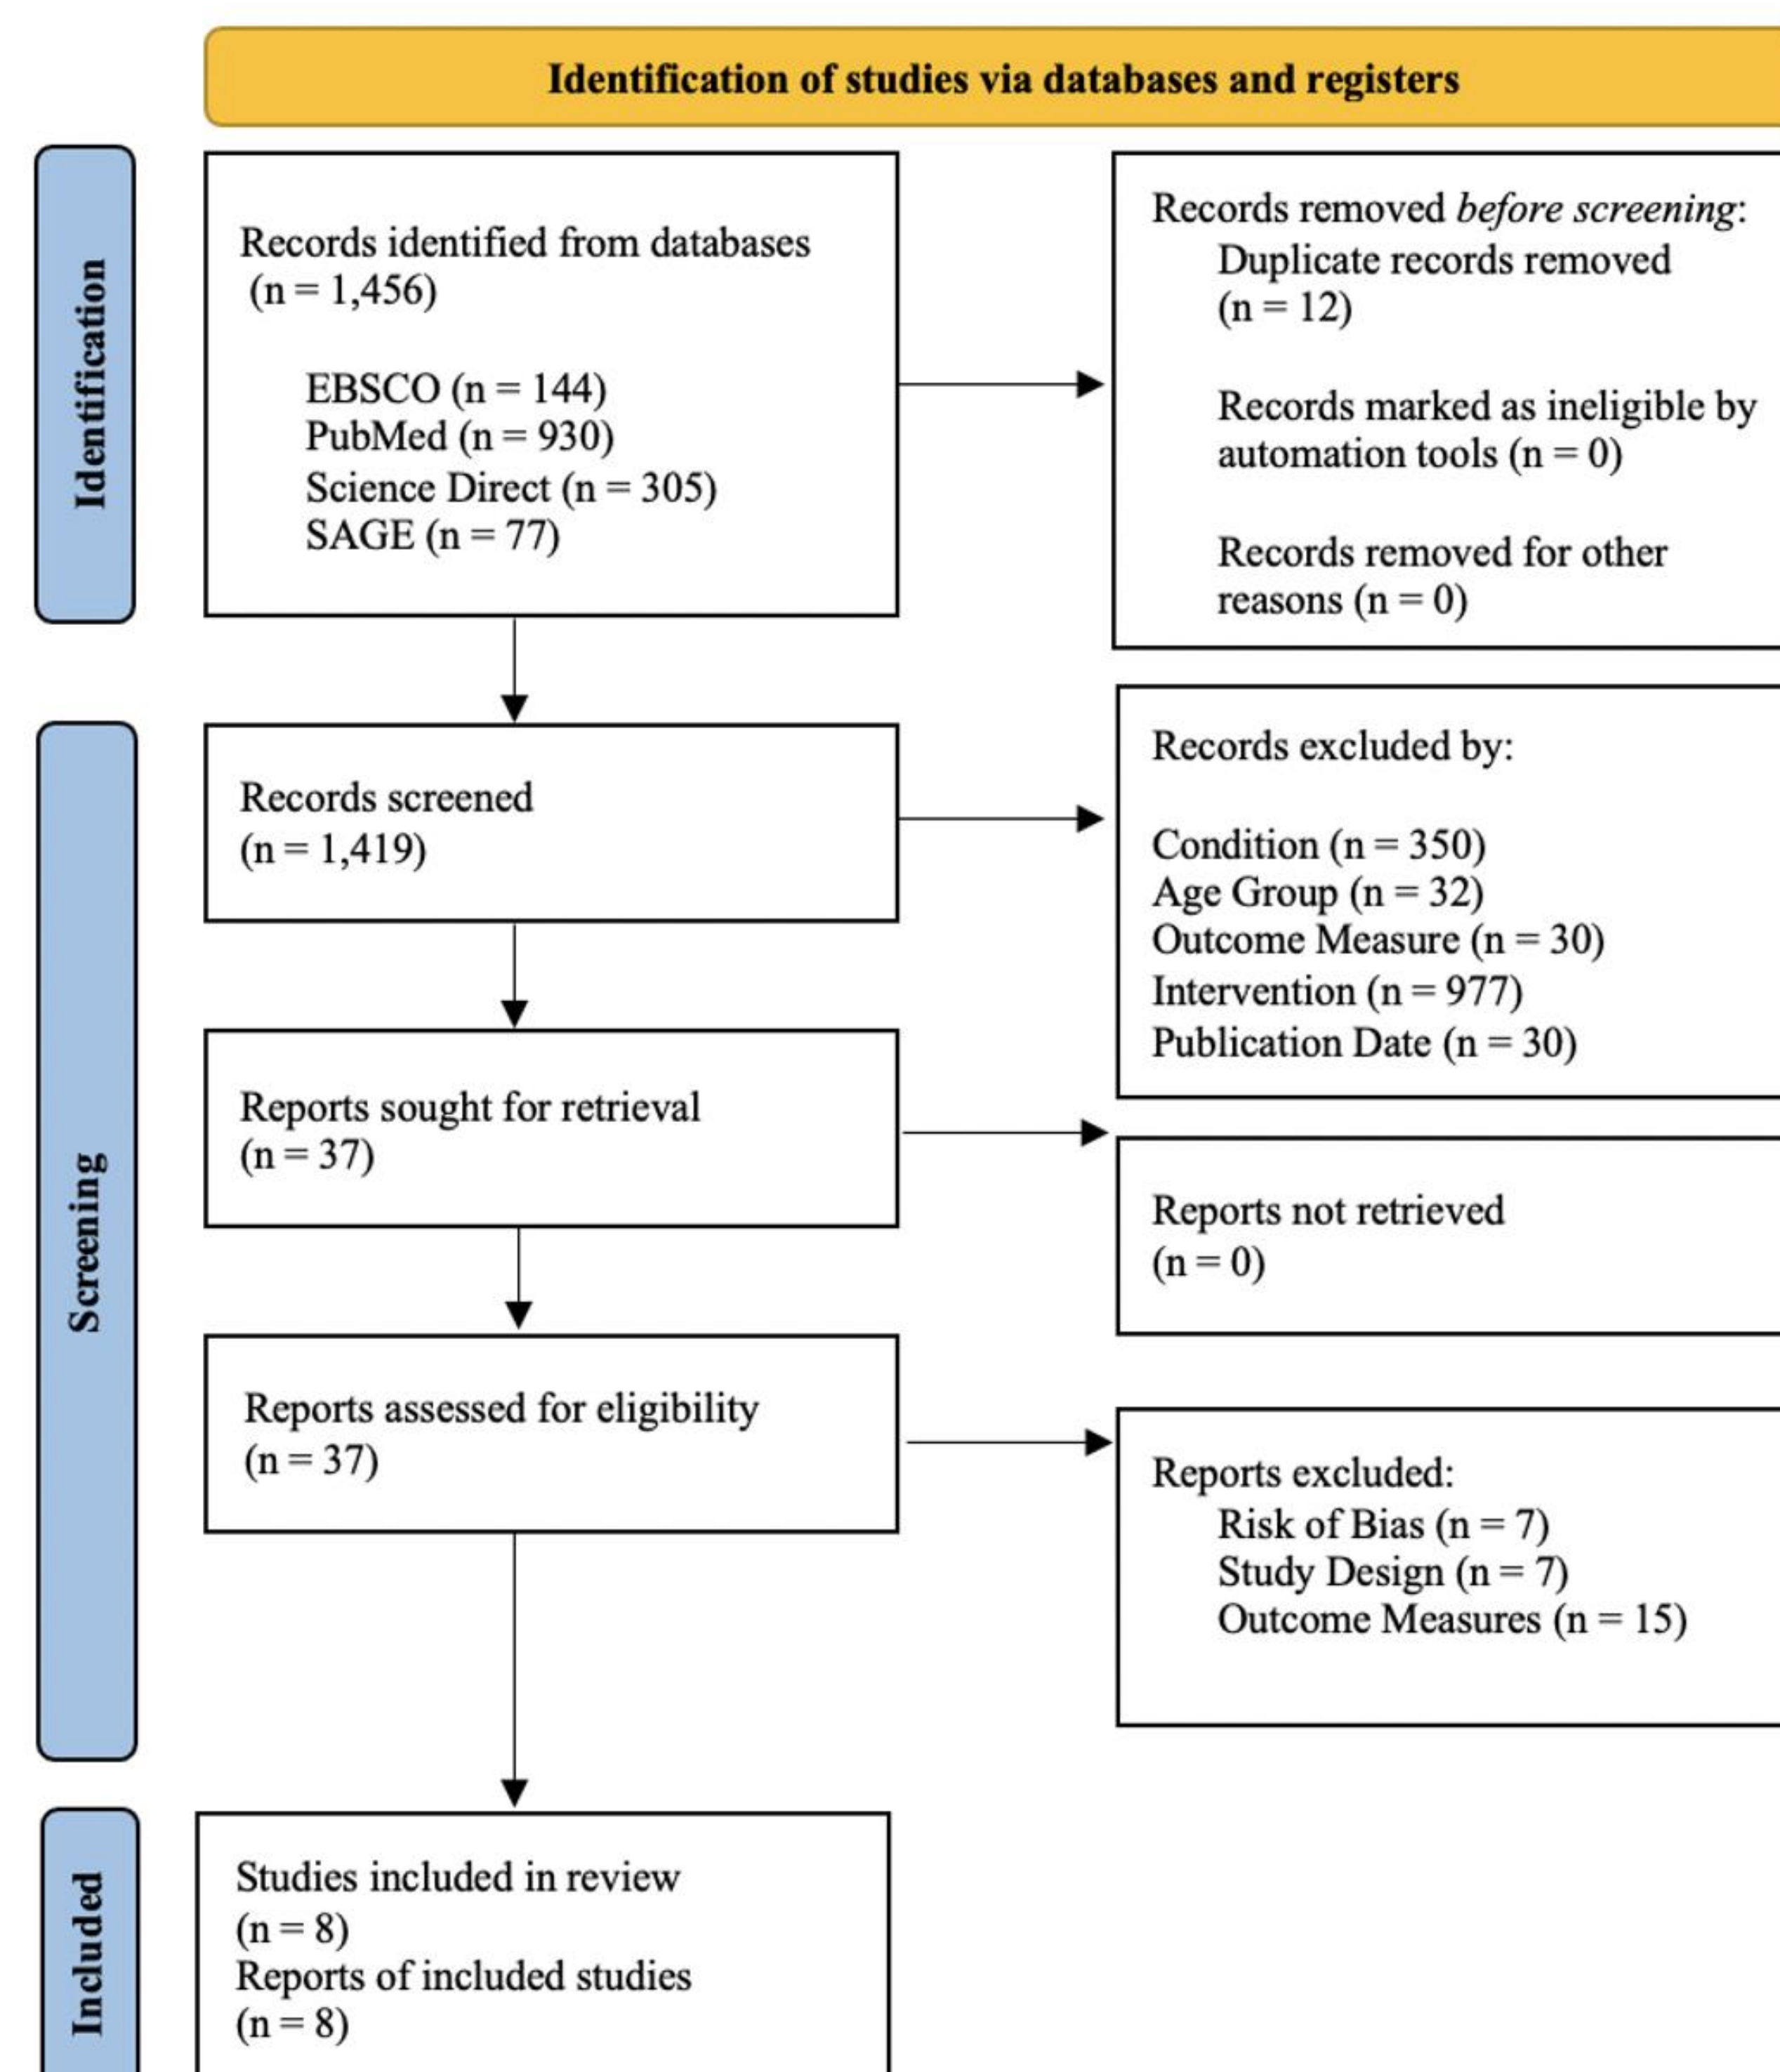 Identification of studies via databases and registers
Identification
Records identified from databases
(n = 1,456)
EBSCO (n = 144)
PubMed (n = 930)
Science Direct (n = 305)
SAGE (n = 77)
Records removed before screening:
Duplicate records removed
(n = 12)
Records marked as ineligible by
automation tools (n = 0)
Records removed for other
reasons (n = 0)
Screening
Records screened
(n = 1,419)
Records excluded by:
Condition (n = 350)
Age Group (n = 32)
Outcome Measure (n = 30)
Intervention (n = 977)
Publication Date (n = 30)
Reports sought for retrieval
(n = 37)
Reports not retrieved
(n = 0)
Reports assessed for eligibility
(n = 37)
Reports excluded:
Risk of Bias (n = 7)
Study Design (n = 7)
Outcome Measures (n = 15)
Included
Studies included in review
(n = 8)
Reports of included studies
(n = 8)